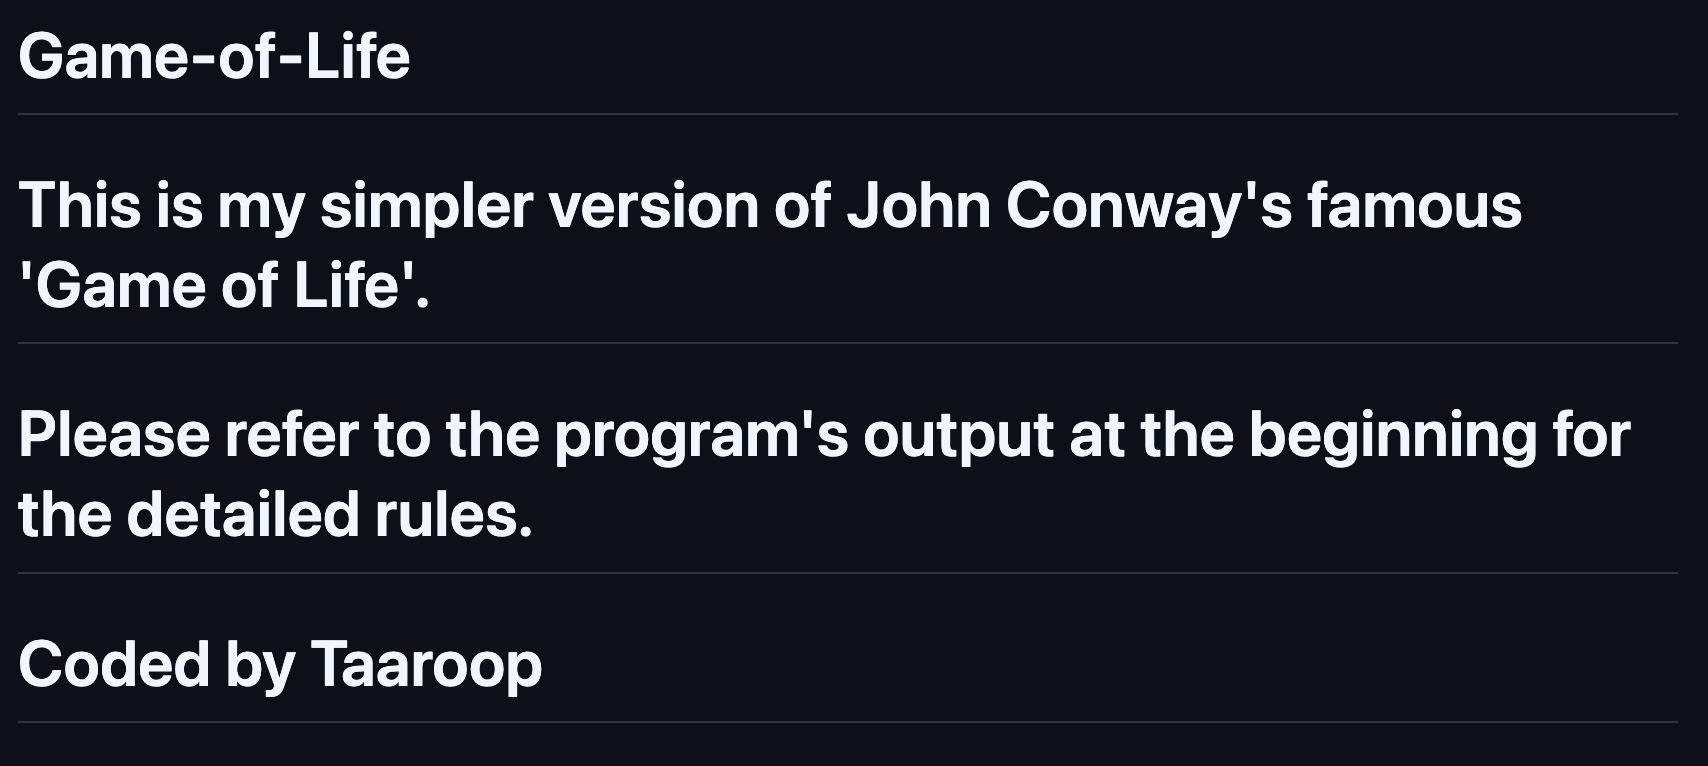 Game-of-Life
This is my simpler version of John Conway's famous
'Game of Life'.
Please refer to the program's output at the beginning for
the detailed rules.
Coded by Taaroop